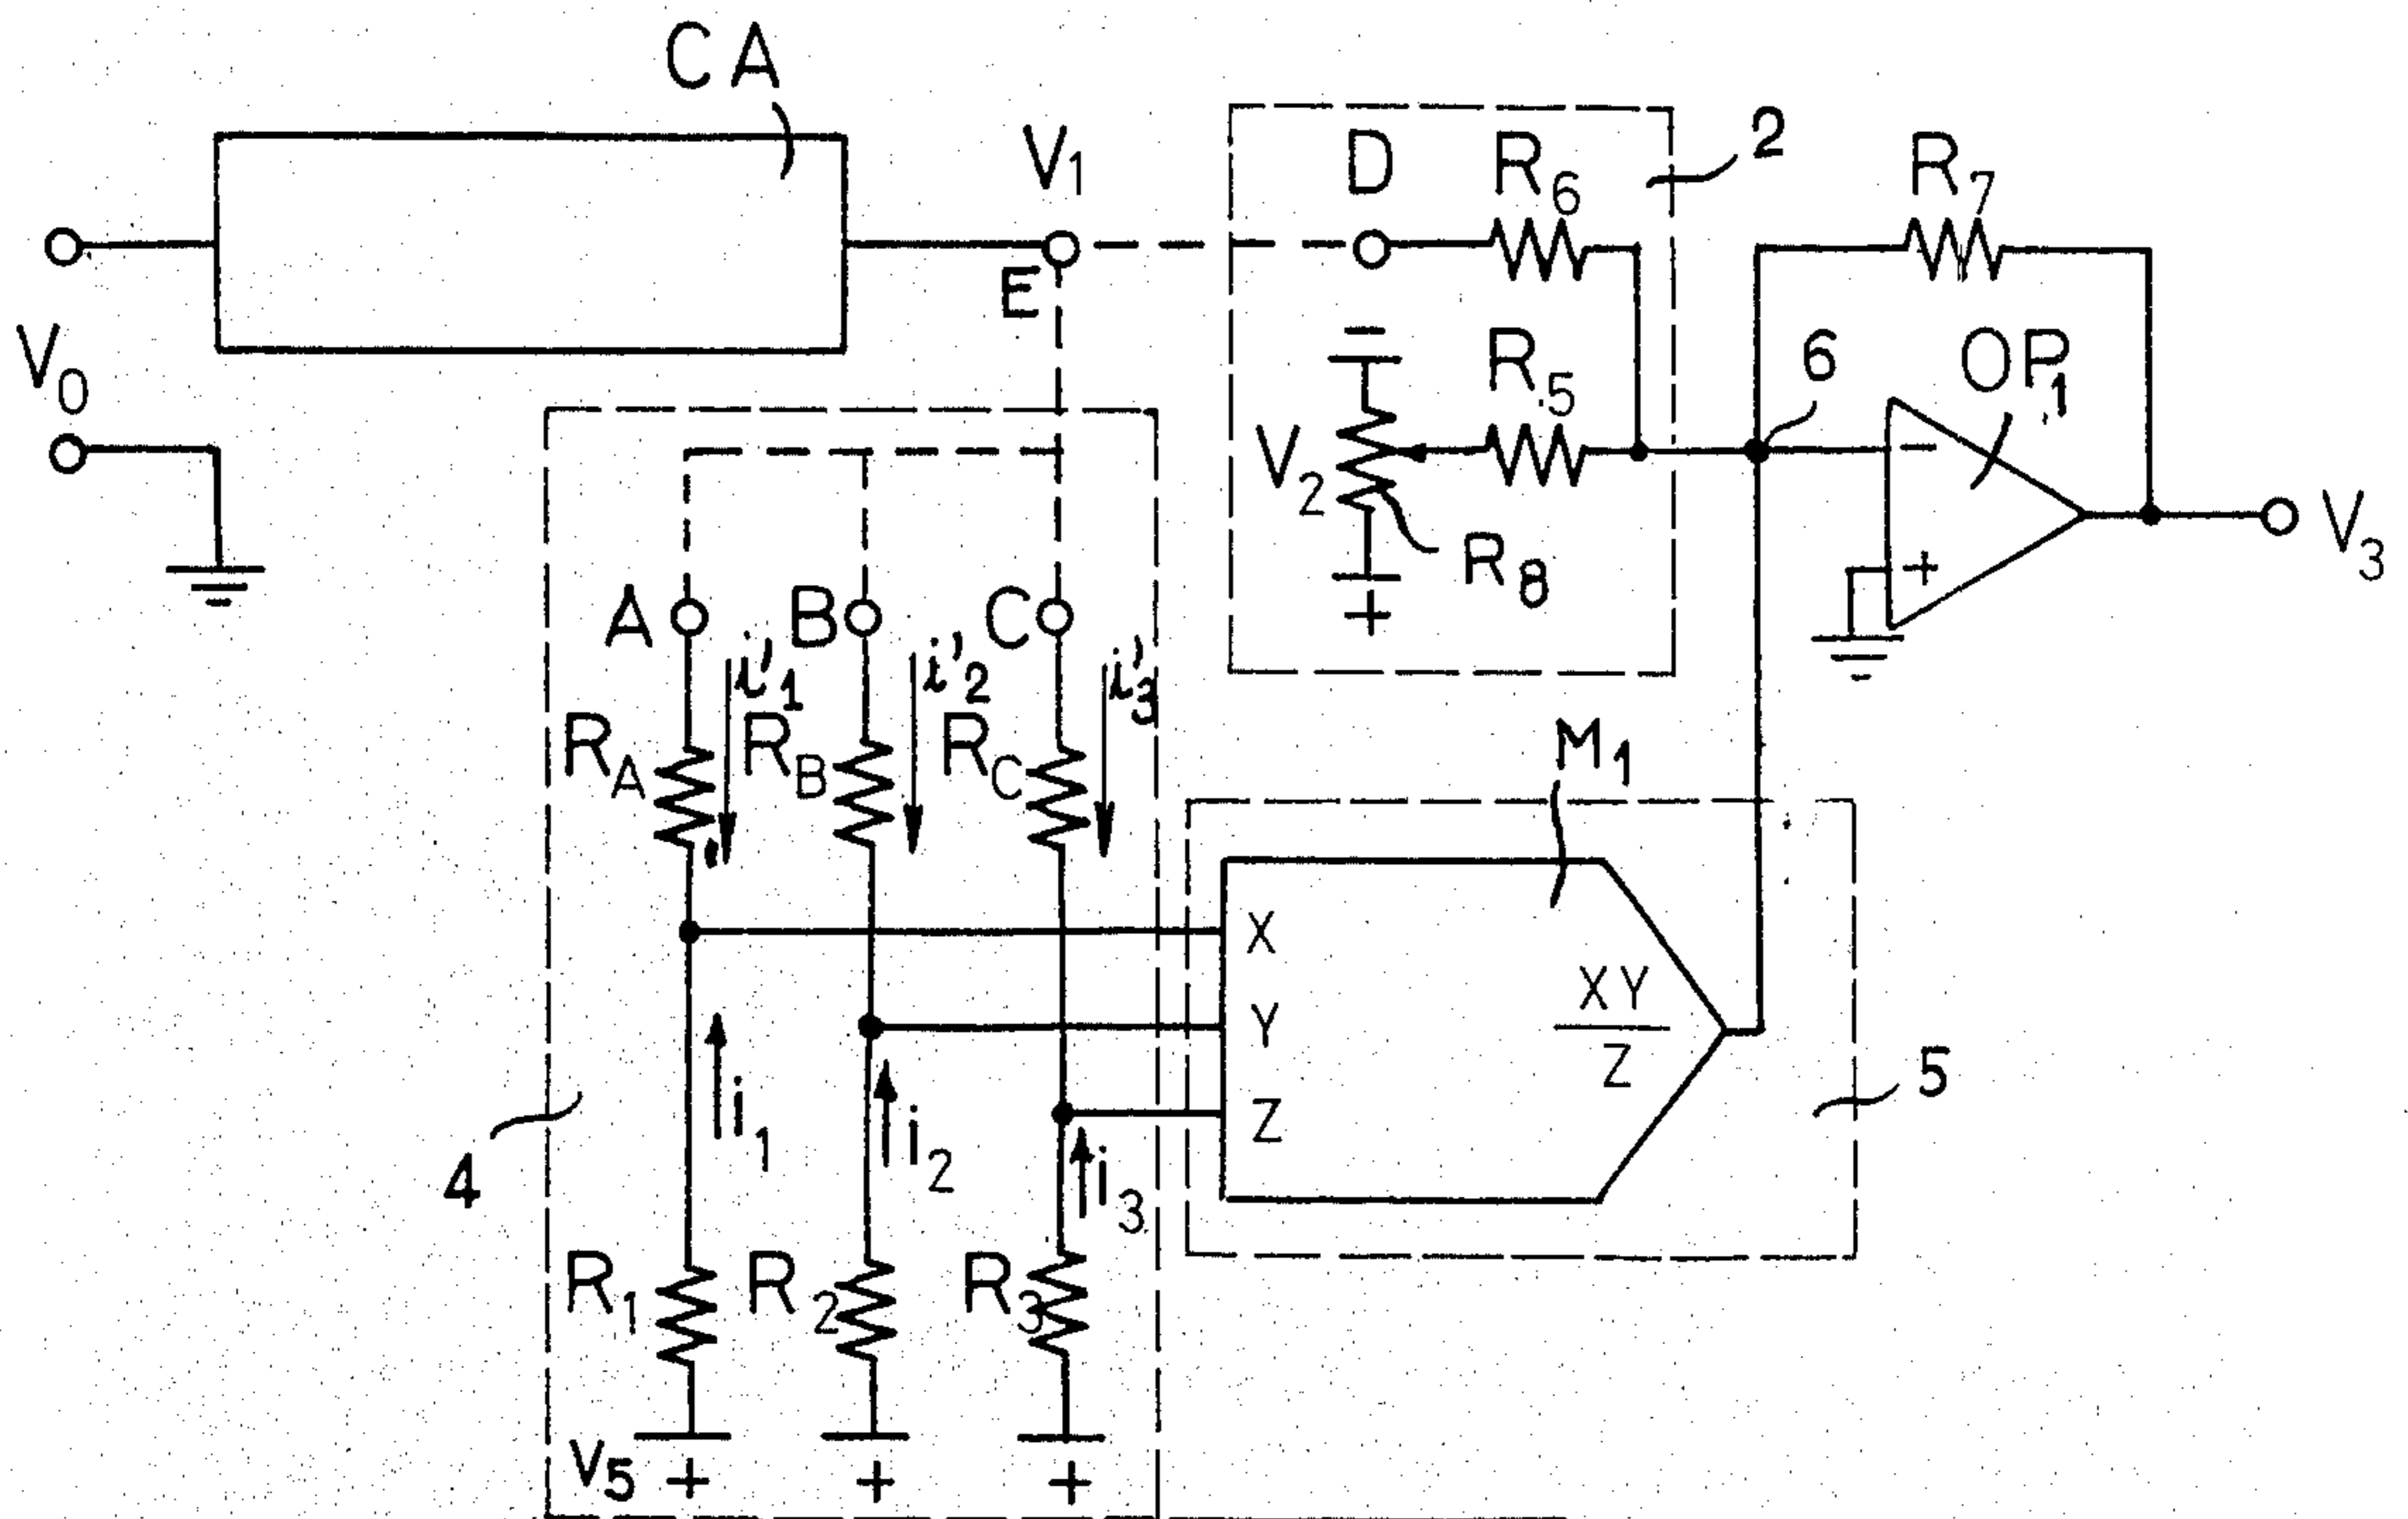 CA
V1
E
D
R6
2
R7
V0
V2
R5
R8
6
OP1
−
+
V3
−
+
A
B
C
i'1
i'2
i'3
RA
RB
RC
M1
X
Y
Z
XY
Z
5
4
i1
i2
i3
R1
R2
R3
V5
+
+
+